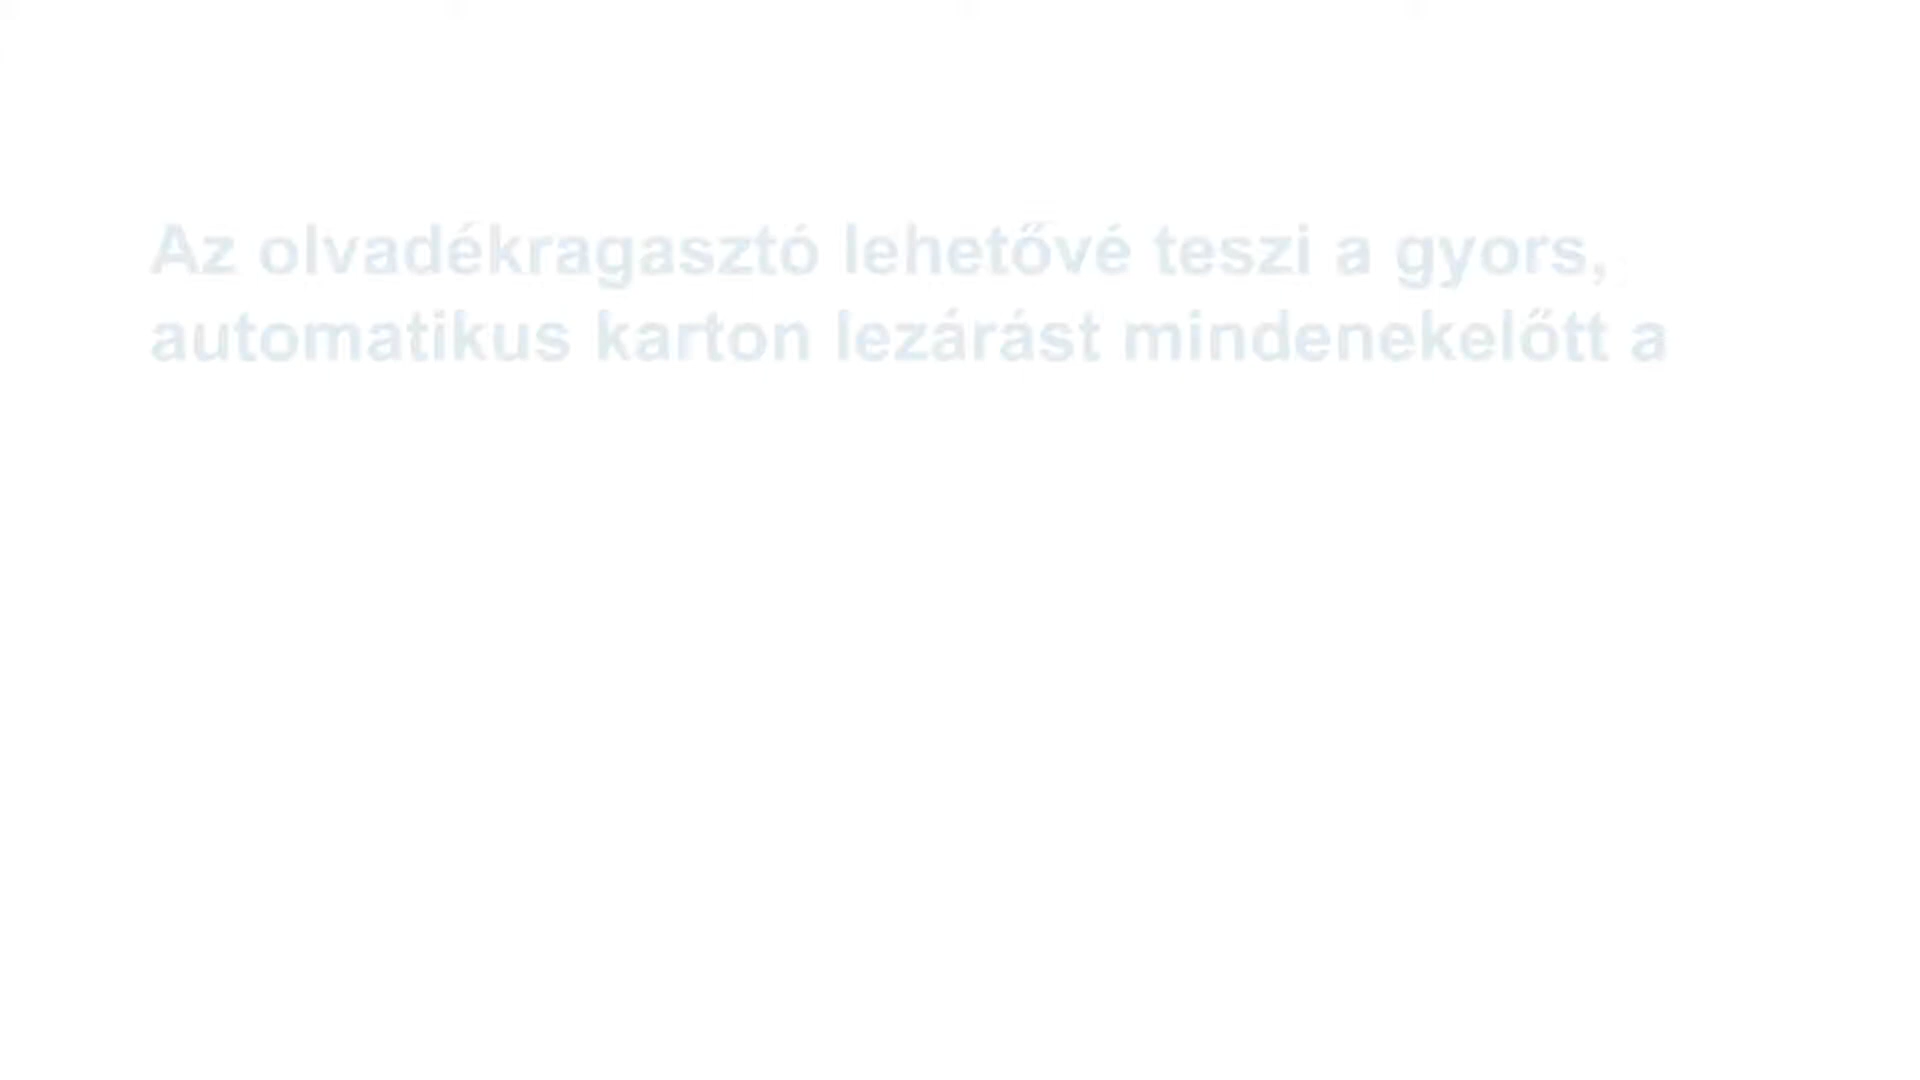 Az olvadékragasztó lehetővé teszi a gyors,
automatikus karton lezárást mindenekelőtt a